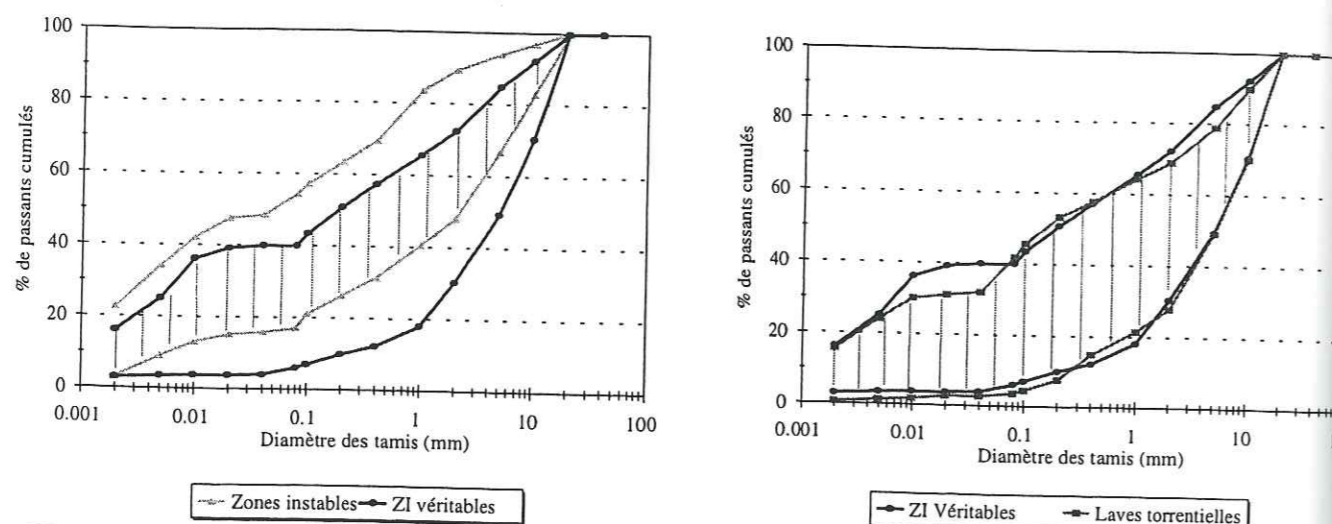 % de passants cumulés
100
80
60
40
20
0
0.001
0.01
0.1
1
10
100
Diamètre des tamis (mm)
Zones instables
ZI véritables
% de passants cumulés
100
80
60
40
20
0
0.001
0.01
0.1
1
10
Diamètre des tamis (mm)
ZI Véritables
Laves torrentielles